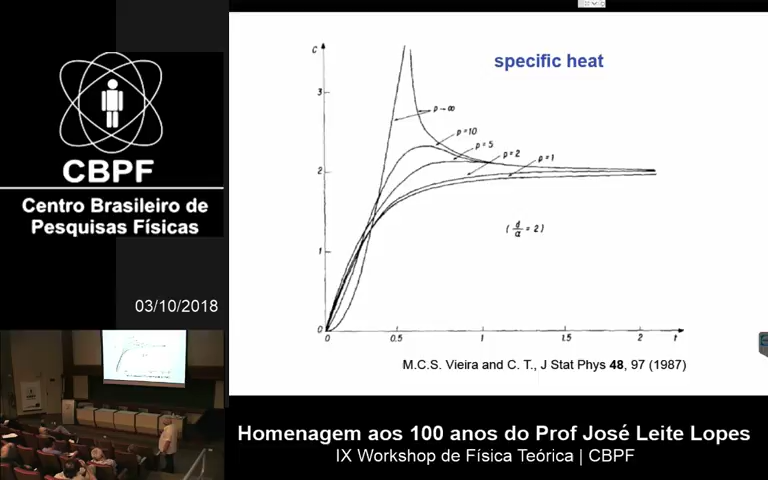 CBPF
Centro Brasileiro de
Pesquisas Físicas
03/10/2018
specific heat
C
3
2
1
0
p→∞
p=10
p=5
p=2
p=1
(d/α=2)
0 0.5 1 1.5 2 t
M.C.S. Vieira and C. T., J Stat Phys 48, 97 (1987)
Homenagem aos 100 anos do Prof José Leite Lopes
IX Workshop de Física Teórica | CBPF